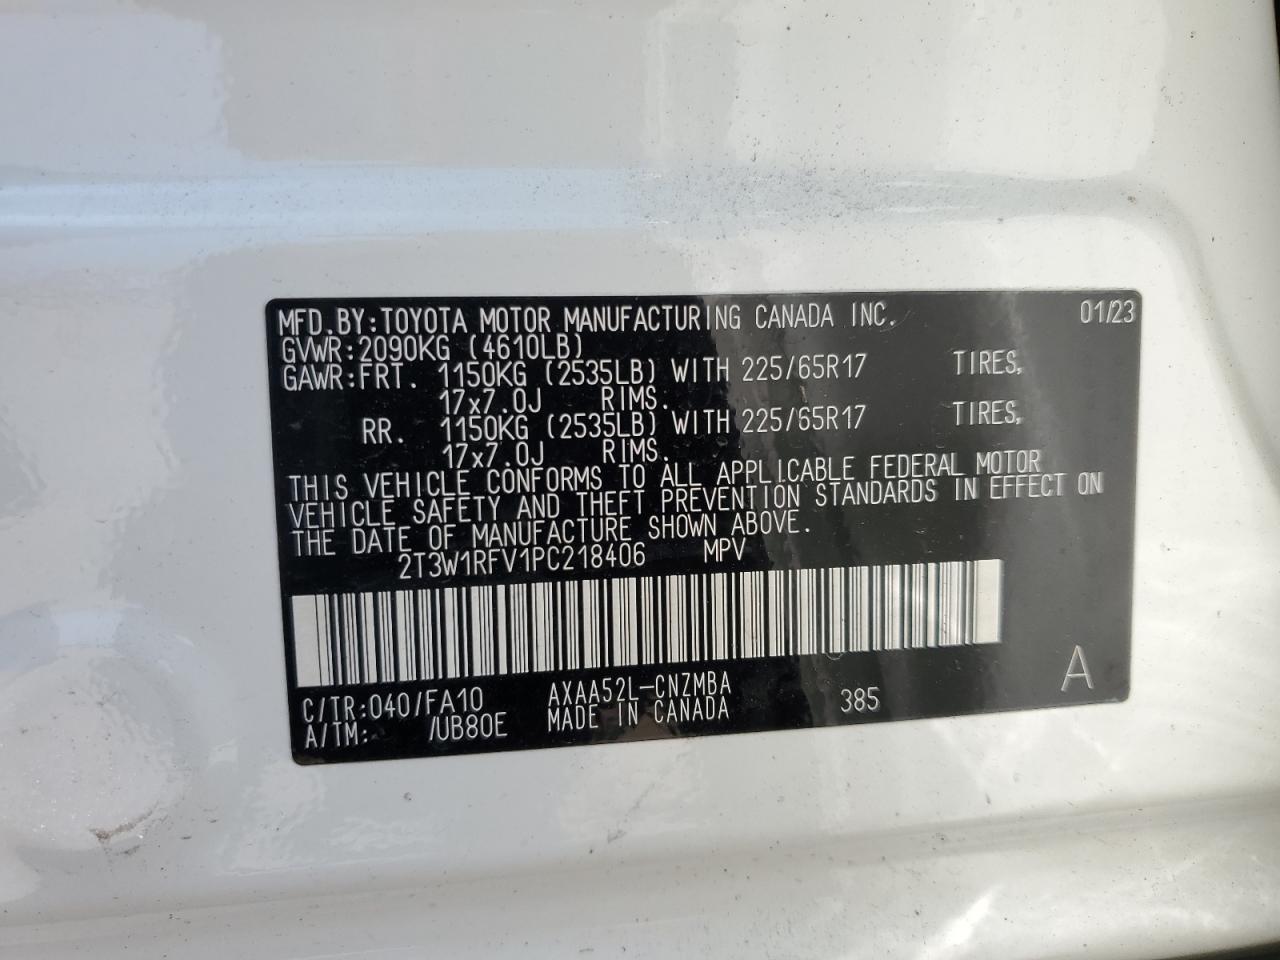 MFD.BY:TOYOTA MOTOR MANUFACTURING CANADA INC. 01/23
GVWR:2090KG (4610LB)
GAWR:FRT. 1150KG (2535LB) WITH 225/65R17 TIRES,
17x7.0J RIMS.
RR. 1150KG (2535LB) WITH 225/65R17 TIRES,
17x7.0J RIMS.
THIS VEHICLE CONFORMS TO ALL APPLICABLE FEDERAL MOTOR
VEHICLE SAFETY AND THEFT PREVENTION STANDARDS IN EFFECT ON
THE DATE OF MANUFACTURE SHOWN ABOVE.
2T3W1RFV1PC218406 MPV
C/TR:040/FA10 AXAA52L-CNZMBA 385 A
A/TM: /UB80E MADE IN CANADA